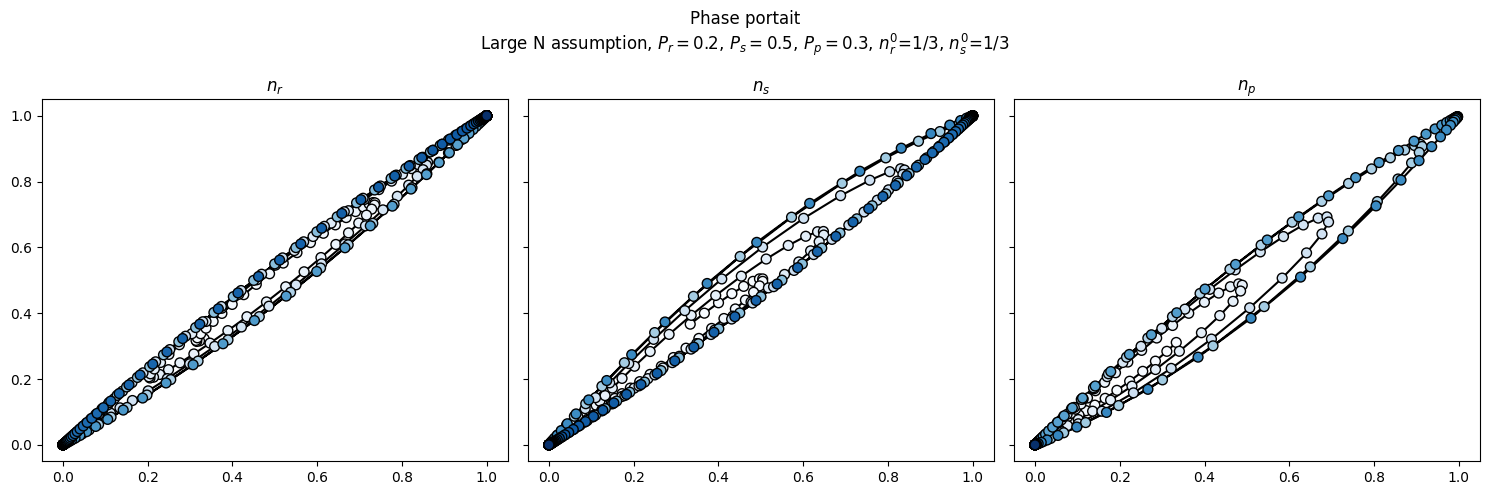 Phase portait
Large N assumption, $P_r = 0.2$, $P_s = 0.5$, $P_p = 0.3$, $n_r^0$=1/3, $n_s^0$=1/3
$n_r$ $n_s$ $n_p$
1.0
0.8
0.6
0.4
0.2
0.0
0.0 0.2 0.4 0.6 0.8 1.0 0.0 0.2 0.4 0.6 0.8 1.0 0.0 0.2 0.4 0.6 0.8 1.0